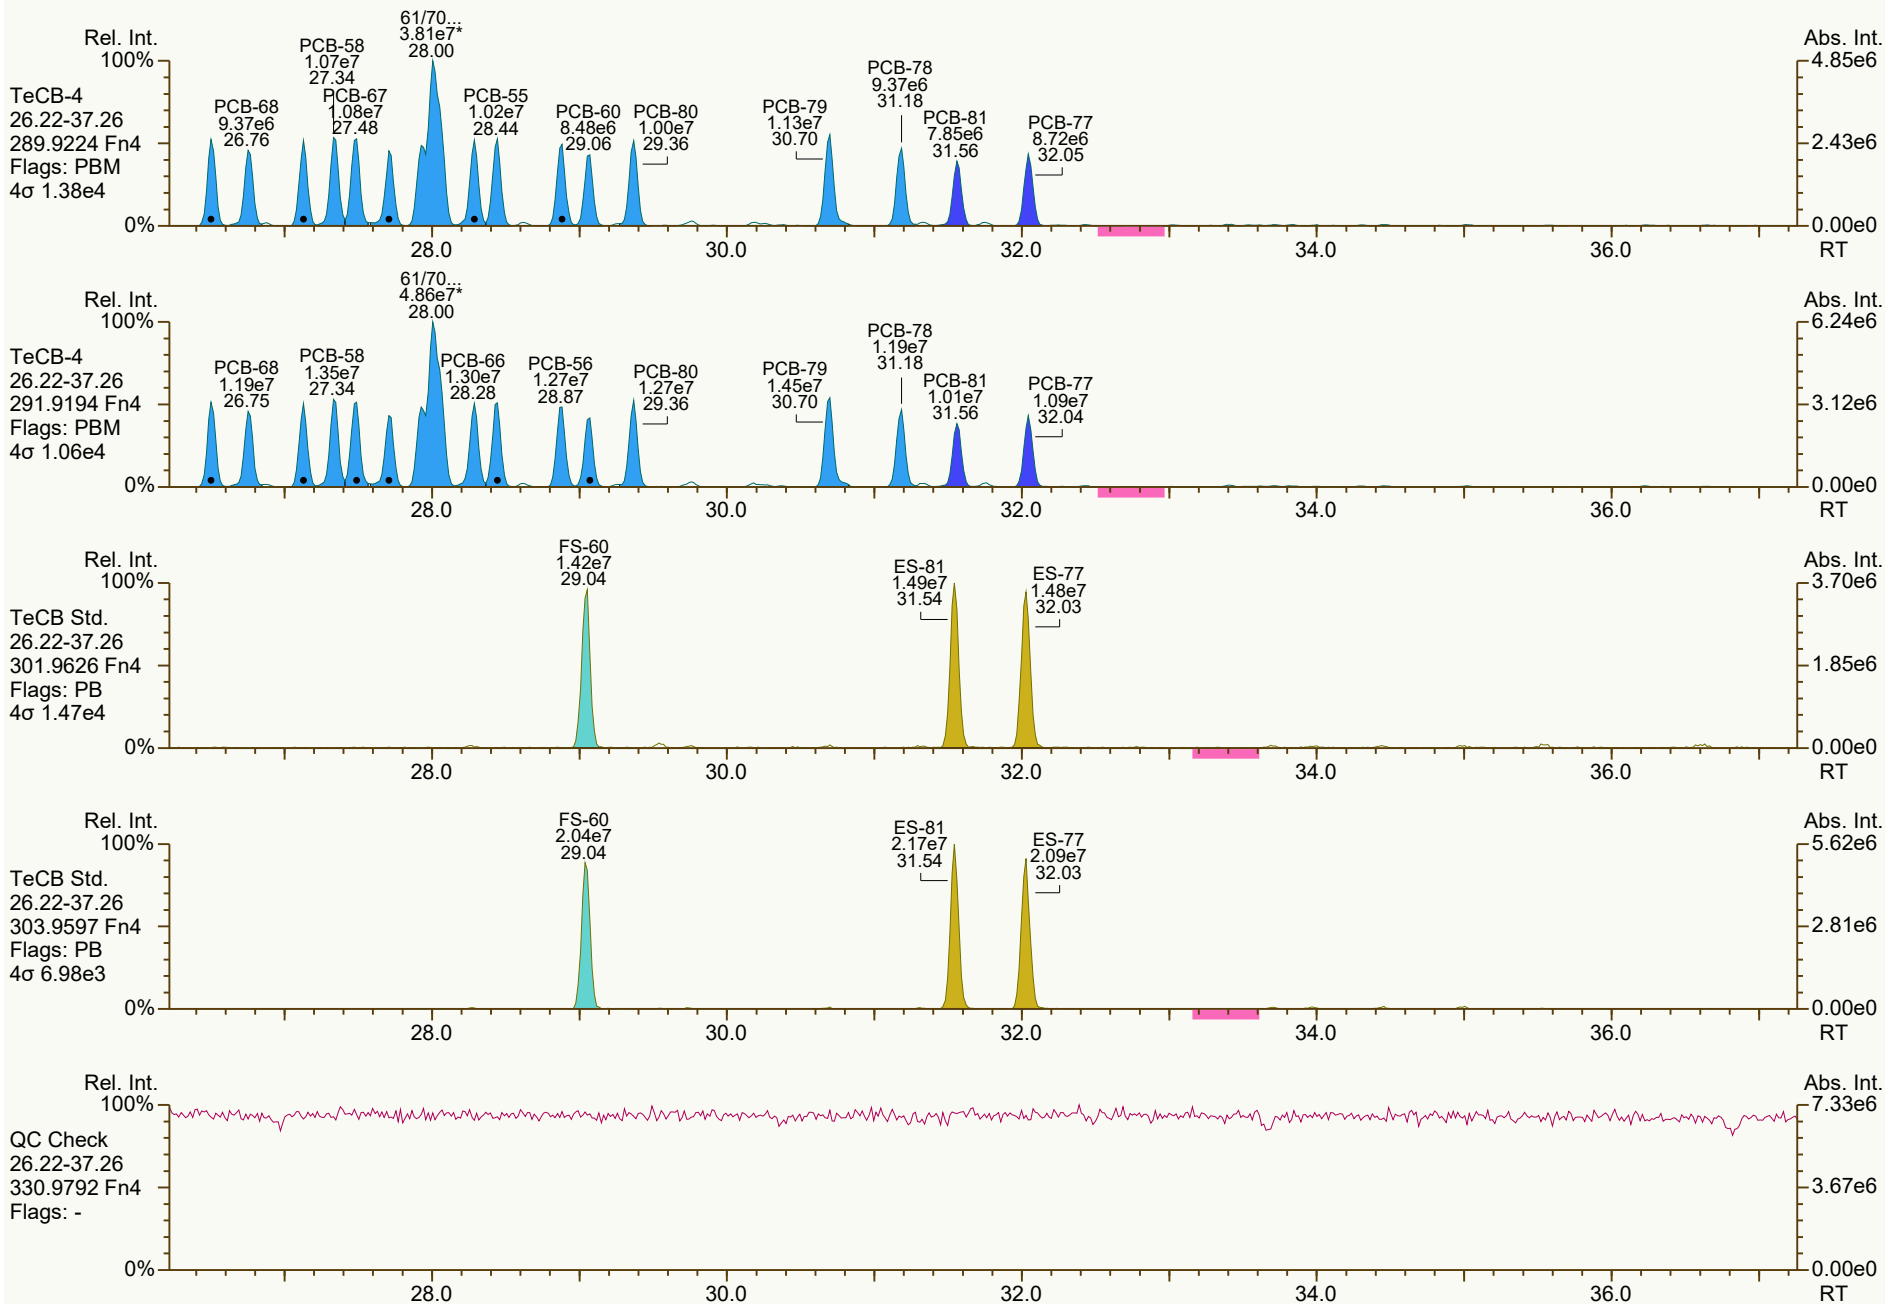 Rel. Int.
100%
0%
TeCB-4
26.22-37.26
289.9224 Fn4
Flags: PBM
4σ 1.38e4
PCB-68
9.37e6
26.76
PCB-58
1.07e7
27.34
PCB-67
1.08e7
27.48
61/70...
3.81e7*
28.00
PCB-55
1.02e7
28.44
PCB-60
8.48e6
29.06
PCB-80
1.00e7
29.36
PCB-79
1.13e7
30.70
PCB-78
9.37e6
31.18
PCB-81
7.85e6
31.56
PCB-77
8.72e6
32.05
Abs. Int.
4.85e6
2.43e6
0.00e0
28.0 30.0 32.0 34.0 36.0 RT
Rel. Int.
100%
0%
TeCB-4
26.22-37.26
291.9194 Fn4
Flags: PBM
4σ 1.06e4
PCB-68
1.19e7
26.75
PCB-58
1.35e7
27.34
61/70...
4.86e7*
28.00
PCB-66
1.30e7
28.28
PCB-56
1.27e7
28.87
PCB-80
1.27e7
29.36
PCB-79
1.45e7
30.70
PCB-78
1.19e7
31.18
PCB-81
1.01e7
31.56
PCB-77
1.09e7
32.04
Abs. Int.
6.24e6
3.12e6
0.00e0
28.0 30.0 32.0 34.0 36.0 RT
Rel. Int.
100%
0%
TeCB Std.
26.22-37.26
301.9626 Fn4
Flags: PB
4σ 1.47e4
FS-60
1.42e7
29.04
ES-81
1.49e7
31.54
ES-77
1.48e7
32.03
Abs. Int.
3.70e6
1.85e6
0.00e0
28.0 30.0 32.0 34.0 36.0 RT
Rel. Int.
100%
0%
TeCB Std.
26.22-37.26
303.9597 Fn4
Flags: PB
4σ 6.98e3
FS-60
2.04e7
29.04
ES-81
2.17e7
31.54
ES-77
2.09e7
32.03
Abs. Int.
5.62e6
2.81e6
0.00e0
28.0 30.0 32.0 34.0 36.0 RT
Rel. Int.
100%
0%
QC Check
26.22-37.26
330.9792 Fn4
Flags: -
Abs. Int.
7.33e6
3.67e6
0.00e0
28.0 30.0 32.0 34.0 36.0 RT